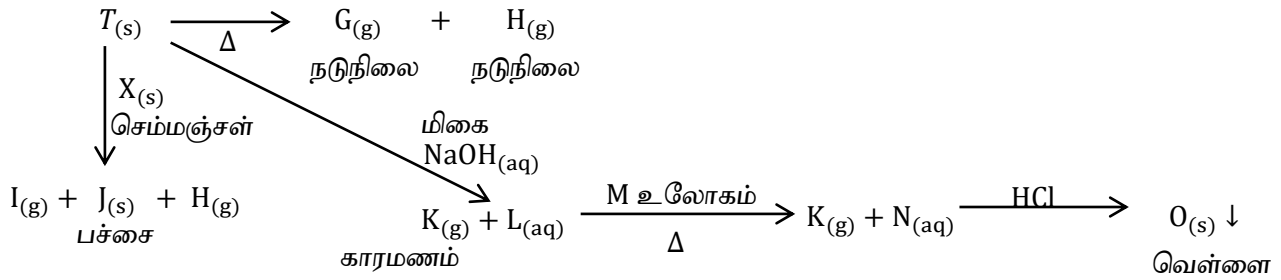 T(s) Δ G(g) + H(g)
நடுநிலை நடுநிலை
X(s)
செம்மஞ்சள்
மிகை
NaOH(aq)
I(g) + J(s) + H(g)
பச்சை
K(g) + L(aq) M உலோகம் Δ K(g) + N(aq) HCl O(s) ↓
காரமணம் வெள்ளை